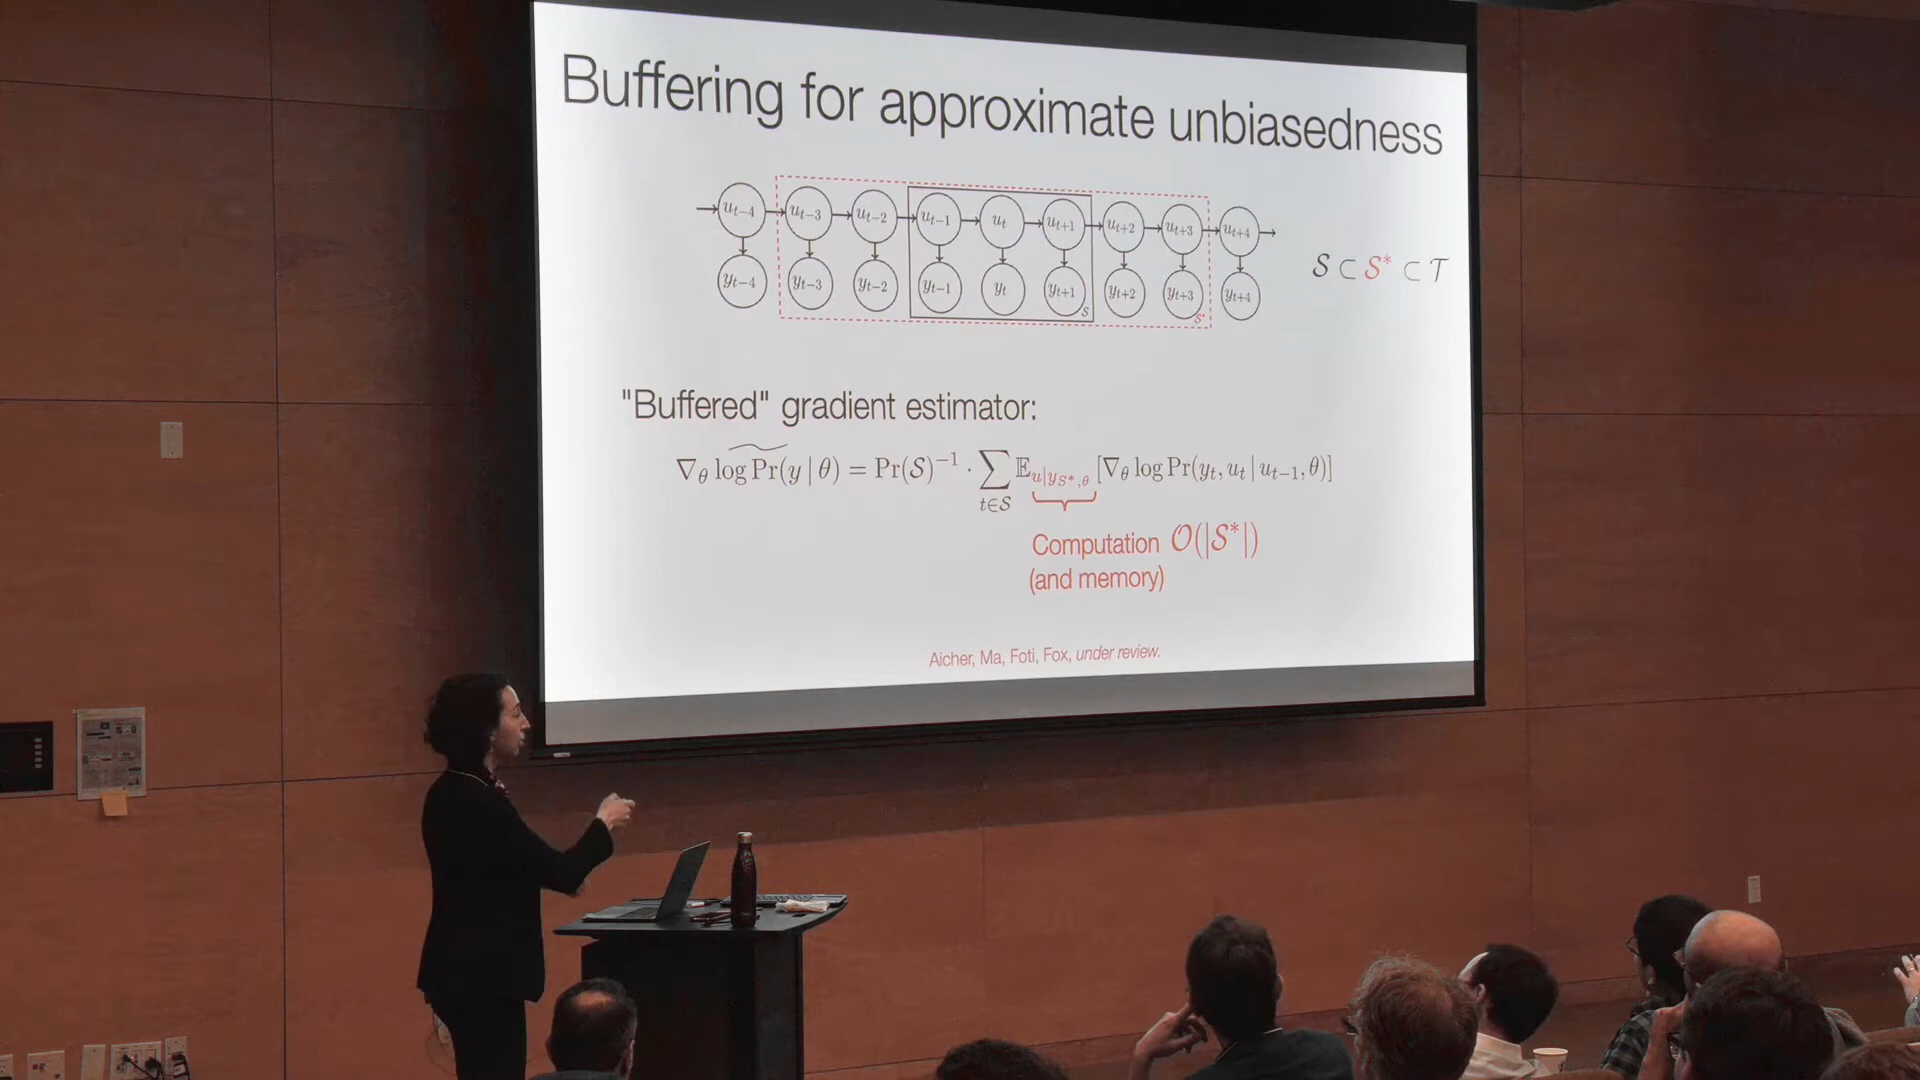 Buffering for approximate unbiasedness
u_{t-4} u_{t-3} u_{t-2} u_{t-1} u_t u_{t+1} u_{t+2} u_{t+3} u_{t+4}
y_{t-4} y_{t-3} y_{t-2} y_{t-1} y_t y_{t+1} y_{t+2} y_{t+3} y_{t+4}
S S*
S ⊂ S* ⊂ T
"Buffered" gradient estimator:
∇_θ log Pr(y | θ) = Pr(S)^{-1} · ∑_{t∈S} E_{u|y_{S*},θ} [∇_θ log Pr(y_t, u_t | u_{t-1}, θ)]
Computation O(|S*|)
(and memory)
Aicher, Ma, Foti, Fox, under review.